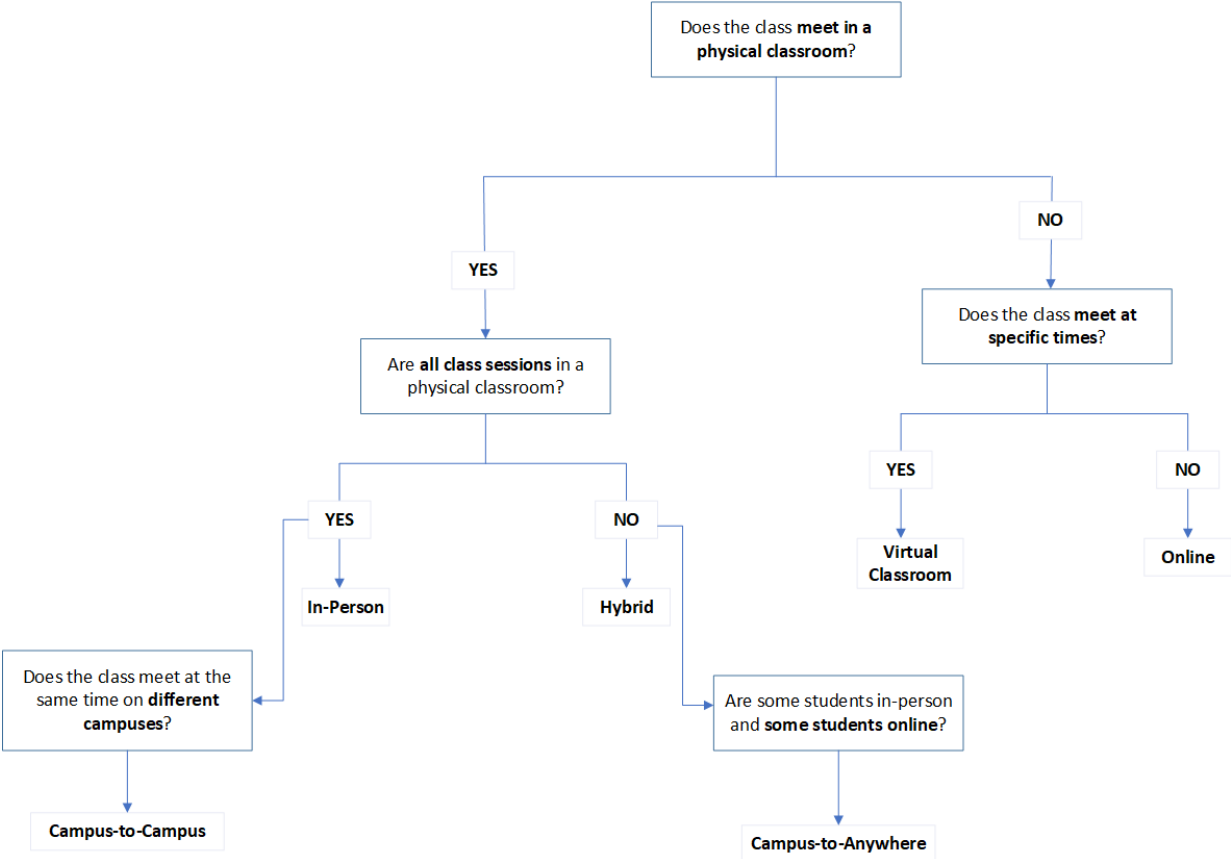 Does the class meet in a
physical classroom?
NO
YES
Does the class meet at
specific times?
Are all class sessions in a
physical classroom?
YES
NO
YES
NO
Virtual
Classroom
Online
In-Person
Hybrid
Does the class meet at the
same time on different
campuses?
Are some students in-person
and some students online?
Campus-to-Campus
Campus-to-Anywhere